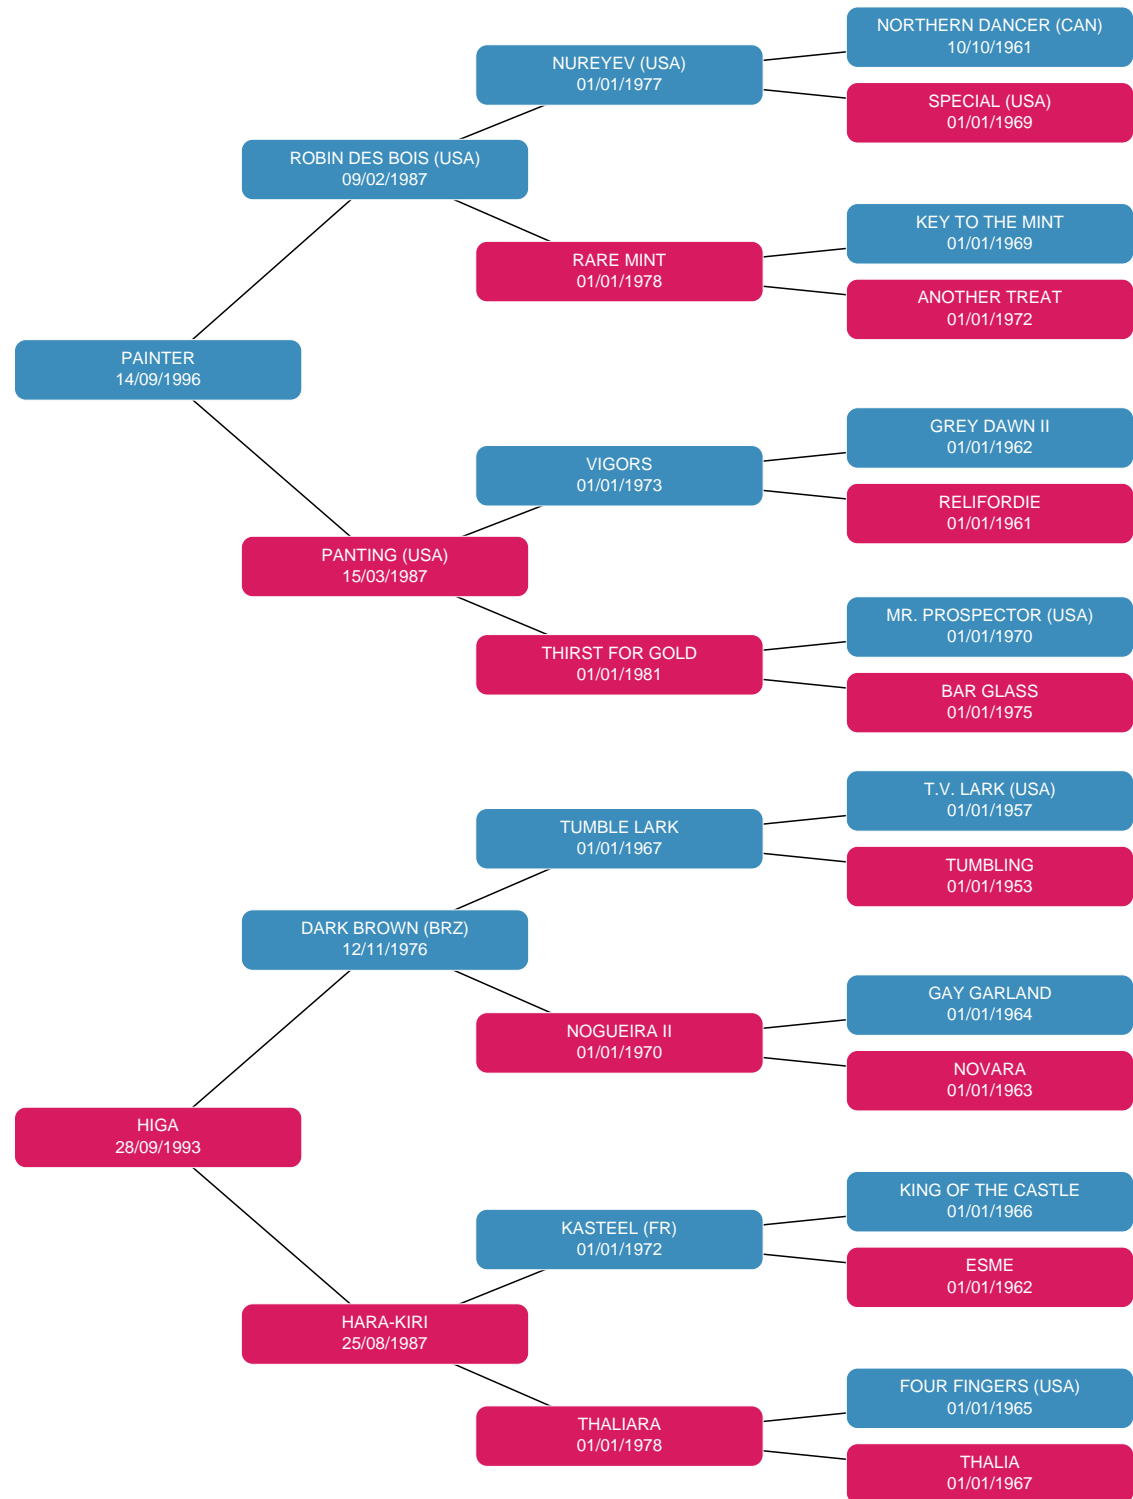 NORTHERN DANCER (CAN)
10/10/1961
NUREYEV (USA)
01/01/1977
SPECIAL (USA)
01/01/1969
ROBIN DES BOIS (USA)
09/02/1987
KEY TO THE MINT
01/01/1969
RARE MINT
01/01/1978
ANOTHER TREAT
01/01/1972
PAINTER
14/09/1996
GREY DAWN II
01/01/1962
VIGORS
01/01/1973
RELIFORDIE
01/01/1961
PANTING (USA)
15/03/1987
MR. PROSPECTOR (USA)
01/01/1970
THIRST FOR GOLD
01/01/1981
BAR GLASS
01/01/1975
T.V. LARK (USA)
01/01/1957
TUMBLE LARK
01/01/1967
TUMBLING
01/01/1953
DARK BROWN (BRZ)
12/11/1976
GAY GARLAND
01/01/1964
NOGUEIRA II
01/01/1970
NOVARA
01/01/1963
HIGA
28/09/1993
KING OF THE CASTLE
01/01/1966
KASTEEL (FR)
01/01/1972
ESME
01/01/1962
HARA-KIRI
25/08/1987
FOUR FINGERS (USA)
01/01/1965
THALIARA
01/01/1978
THALIA
01/01/1967